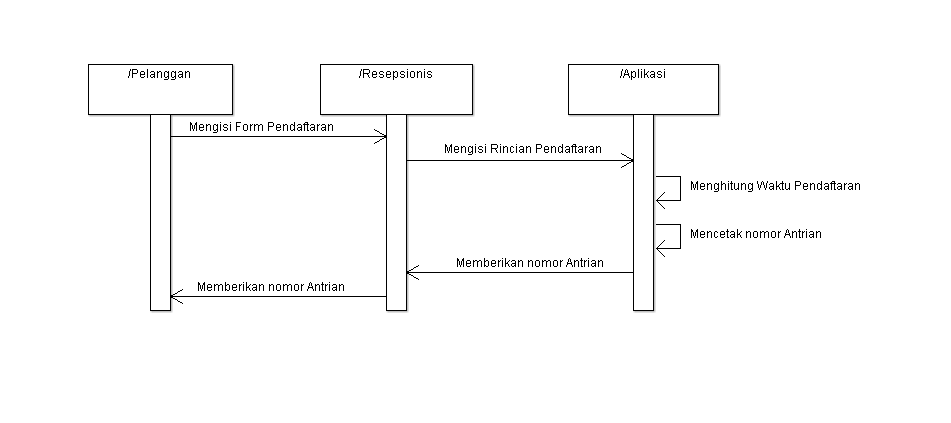 /Pelanggan
/Resepsionis
/Aplikasi
Mengisi Form Pendaftaran
Mengisi Rincian Pendaftaran
Menghitung Waktu Pendaftaran
Mencetak nomor Antrian
Memberikan nomor Antrian
Memberikan nomor Antrian